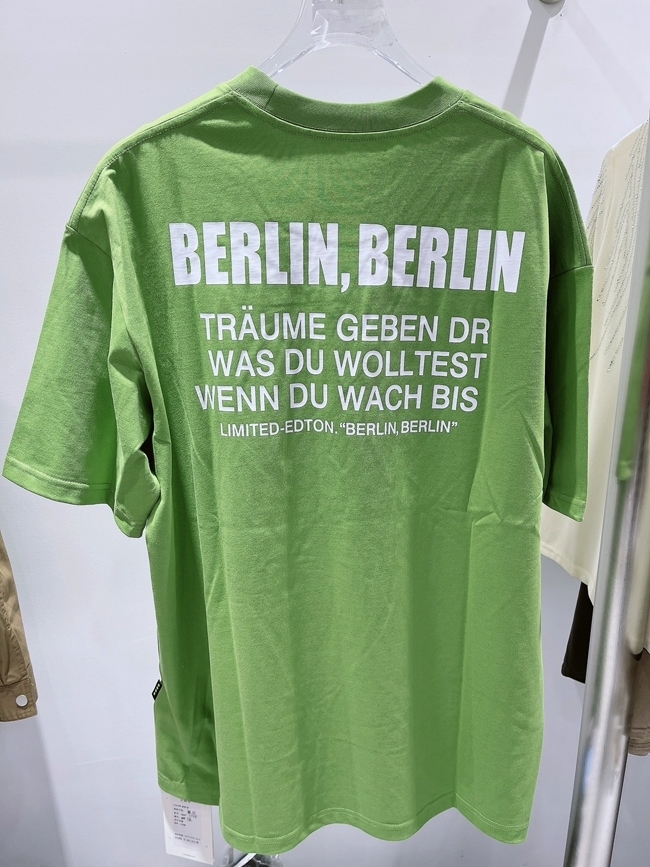 BERLIN, BERLIN
TRÄUME GEBEN DR
WAS DU WOLLTEST
WENN DU WACH BIS
LIMITED-EDTON. “BERLIN, BERLIN”